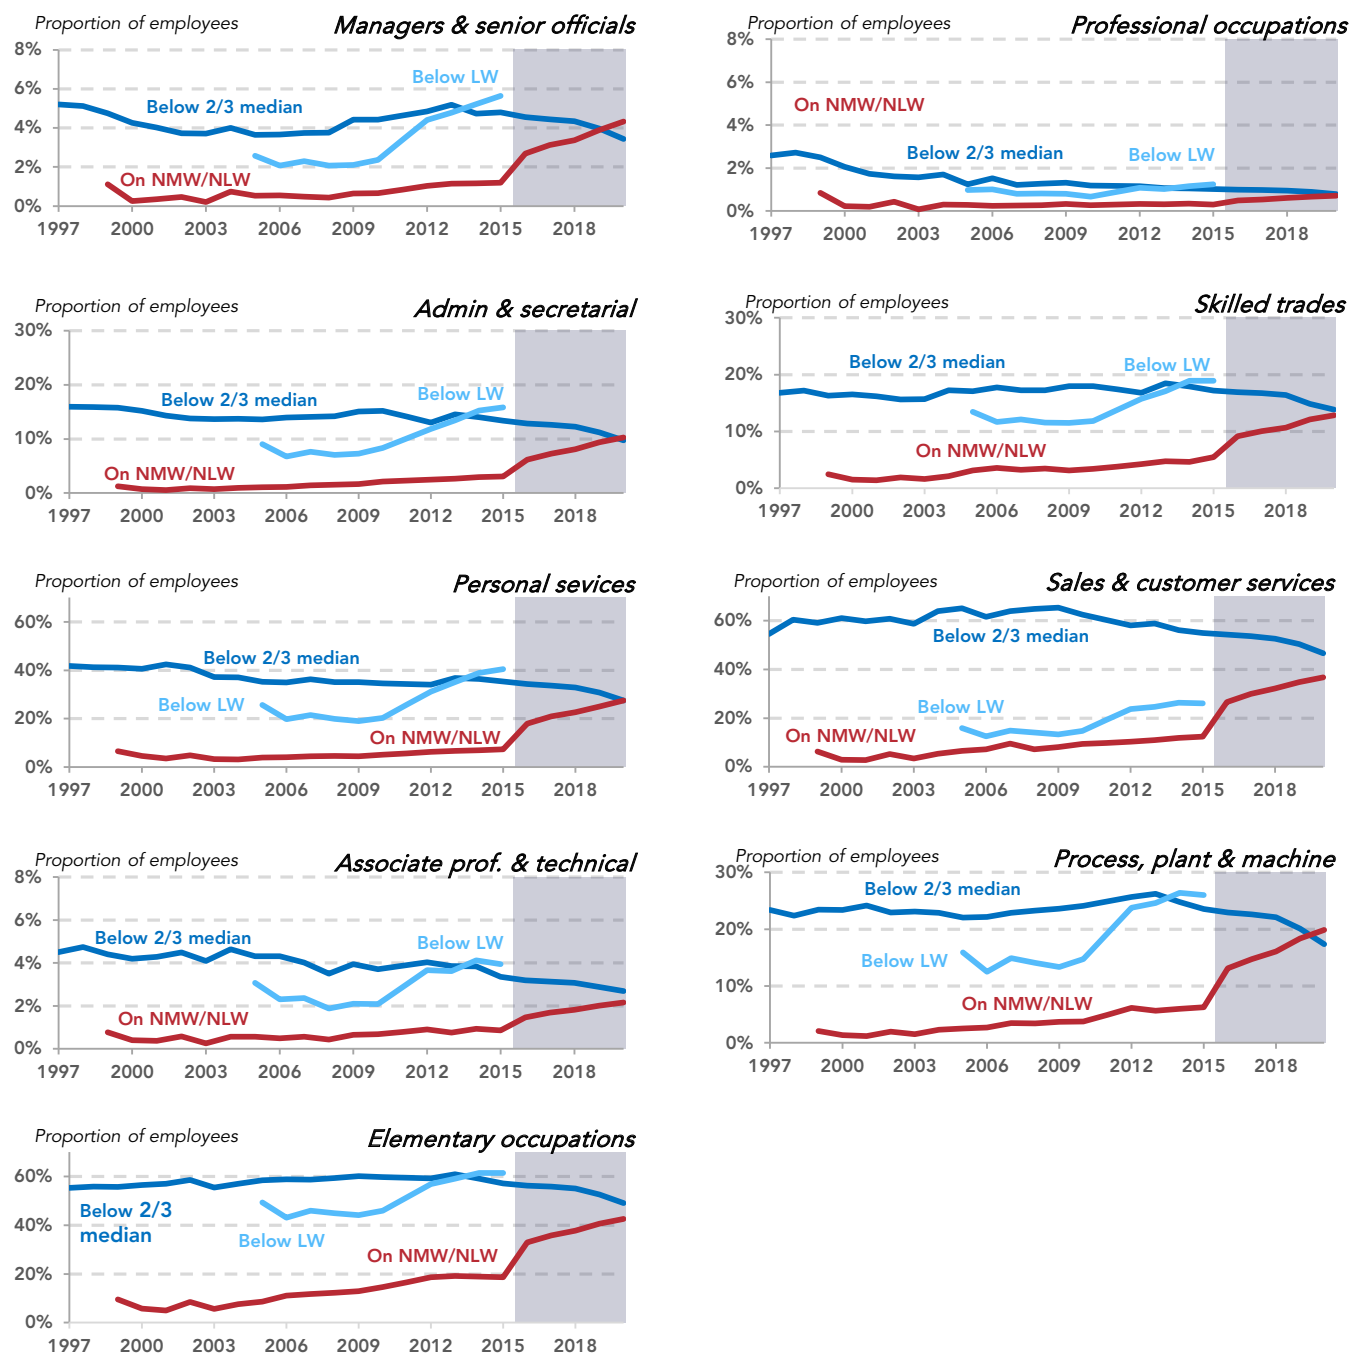 Proportion of employees
Managers & senior officials
8%
6%
4%
2%
0%
Below 2/3 median
Below LW
On NMW/NLW
1997 2000 2003 2006 2009 2012 2015 2018
Proportion of employees
Professional occupations
8%
6%
4%
2%
0%
On NMW/NLW
Below 2/3 median
Below LW
1997 2000 2003 2006 2009 2012 2015 2018
Proportion of employees
Admin & secretarial
30%
20%
10%
0%
Below 2/3 median
Below LW
On NMW/NLW
1997 2000 2003 2006 2009 2012 2015 2018
Proportion of employees
Skilled trades
30%
20%
10%
0%
Below 2/3 median
Below LW
On NMW/NLW
1997 2000 2003 2006 2009 2012 2015 2018
Proportion of employees
Personal sevices
60%
40%
20%
0%
Below 2/3 median
Below LW
On NMW/NLW
1997 2000 2003 2006 2009 2012 2015 2018
Proportion of employees
Sales & customer services
60%
40%
20%
0%
Below 2/3 median
Below LW
On NMW/NLW
1997 2000 2003 2006 2009 2012 2015 2018
Proportion of employees
Associate prof. & technical
8%
6%
4%
2%
0%
Below 2/3 median
Below LW
On NMW/NLW
1997 2000 2003 2006 2009 2012 2015 2018
Proportion of employees
Process, plant & machine
30%
20%
10%
0%
Below 2/3 median
Below LW
On NMW/NLW
1997 2000 2003 2006 2009 2012 2015 2018
Proportion of employees
Elementary occupations
60%
40%
20%
0%
Below 2/3
median
Below LW
On NMW/NLW
1997 2000 2003 2006 2009 2012 2015 2018